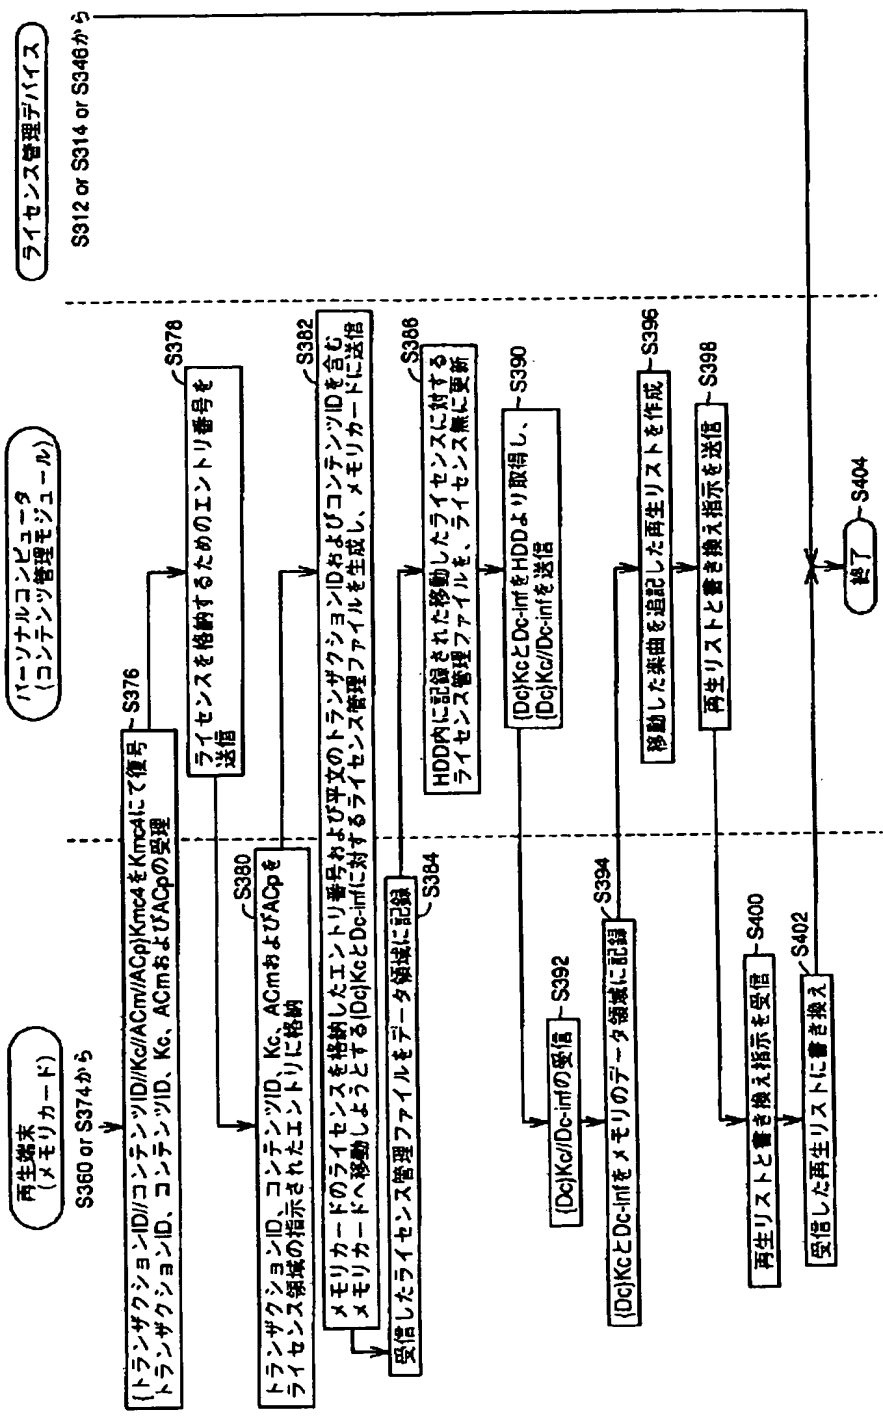 再生端末
(メモリカード)
パーソナルコンピュータ
(コンテンツ管理モジュール)
ライセンス管理デバイス
S360 or S374から
S312 or S314 or S346から
S376
{トランザクションID//コンテンツID//Kc//ACm//ACp}Kmc4をKmc4にて復号
トランザクションID、コンテンツID、Kc、ACmおよびACpの受理
S378
ライセンスを格納するためのエントリ番号を
送信
S380
トランザクションID、コンテンツID、Kc、ACmおよびACpを
ライセンス領域の指示されたエントリに格納
S382
メモリカードのライセンスを格納したエントリ番号および平文のトランザクションIDおよびコンテンツIDを含む
メモリカードへ移動しようとする{Dc}KcとDc-infに対するライセンス管理ファイルを生成し、メモリカードに送信
受信したライセンス管理ファイルをデータ領域に記録
S384
S386
HDD内に記録された移動したライセンスに対する
ライセンス管理ファイルを、ライセンス無に更新
S390
{Dc}KcとDc-infをHDDより取得し、
{Dc}Kc//Dc-infを送信
S392
{Dc}Kc//Dc-infの受信
S394
{Dc}KcとDc-infをメモリのデータ領域に記録
S396
移動した楽曲を追記した再生リストを作成
S398
再生リストと書き換え指示を送信
S400
再生リストと書き換え指示を受信
S402
受信した再生リストに書き換え
S404
終了